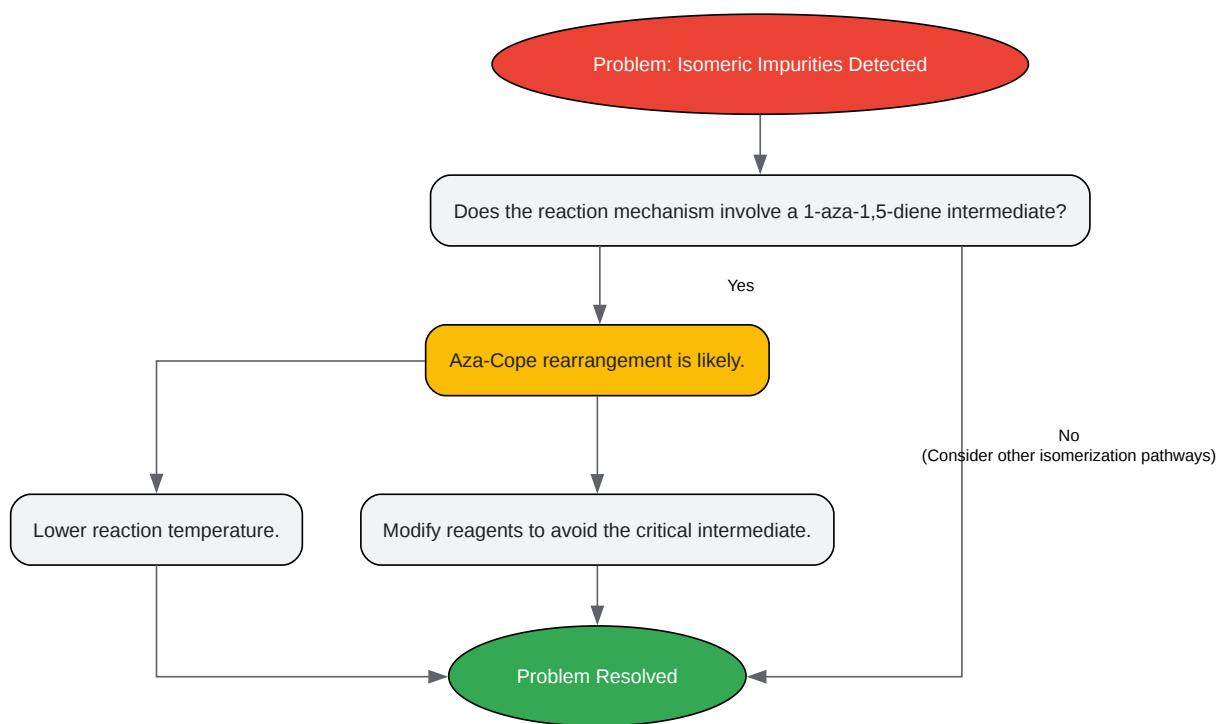 Problem: Isomeric Impurities Detected
Does the reaction mechanism involve a 1-aza-1,5-diene intermediate?
Yes
Aza-Cope rearrangement is likely.
No
(Consider other isomerization pathways)
Lower reaction temperature.
Modify reagents to avoid the critical intermediate.
Problem Resolved